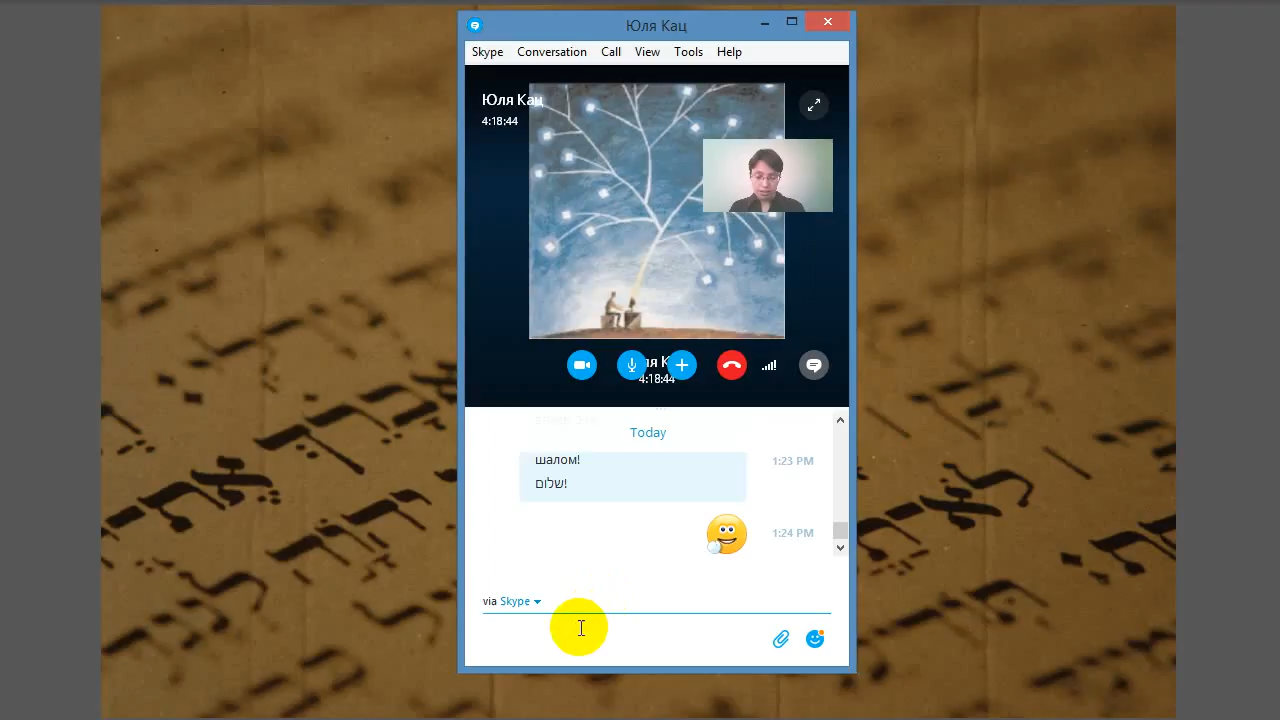 Юля Кац
Skype Conversation Call View Tools Help
Юля Кац
4:18:44
4:18:44
Today
шалом!
1:23 PM
שלום!
1:24 PM
via Skype